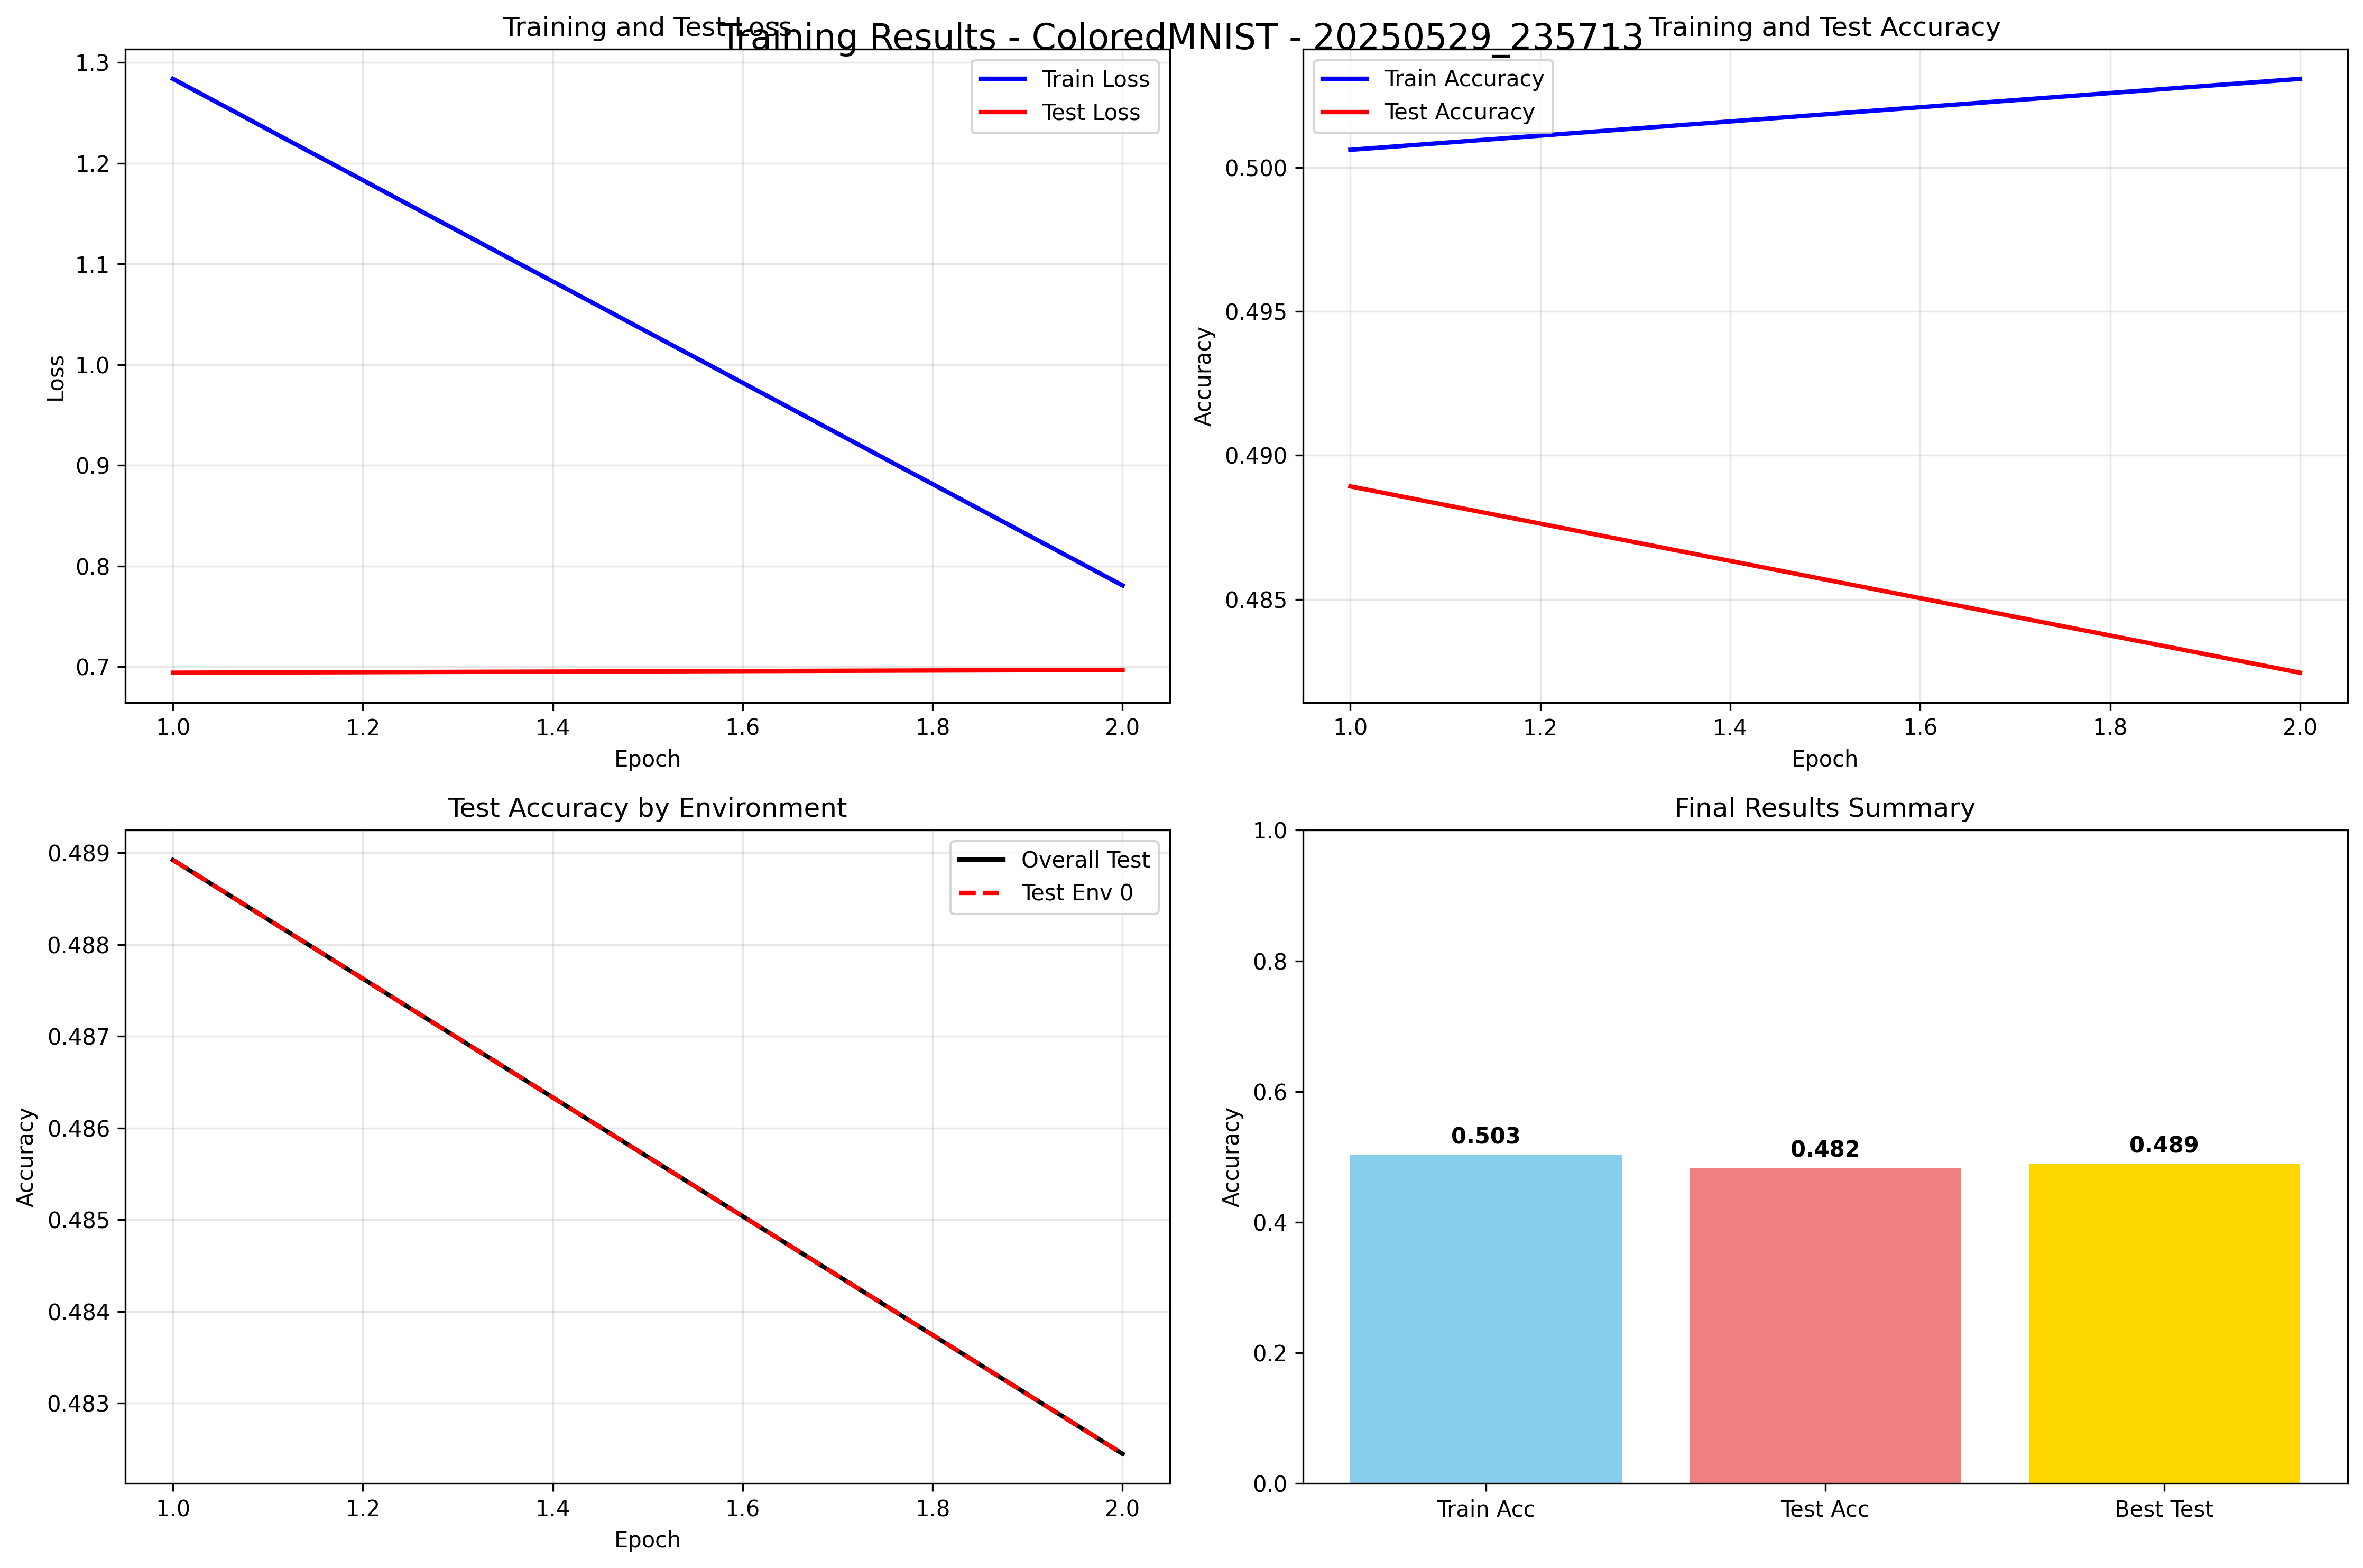 Training Results - ColoredMNIST - 20250529_235713
Training and Test Loss
1.3
1.2
1.1
1.0
0.9
0.8
0.7
Loss
Train Loss
Test Loss
1.0 1.2 1.4 1.6 1.8 2.0
Epoch
Training and Test Accuracy
0.500
0.495
0.490
0.485
Accuracy
Train Accuracy
Test Accuracy
1.0 1.2 1.4 1.6 1.8 2.0
Epoch
Test Accuracy by Environment
0.489
0.488
0.487
0.486
0.485
0.484
0.483
Accuracy
Overall Test
Test Env 0
1.0 1.2 1.4 1.6 1.8 2.0
Epoch
Final Results Summary
1.0
0.8
0.6
0.4
0.2
0.0
Accuracy
0.503 0.482 0.489
Train Acc Test Acc Best Test